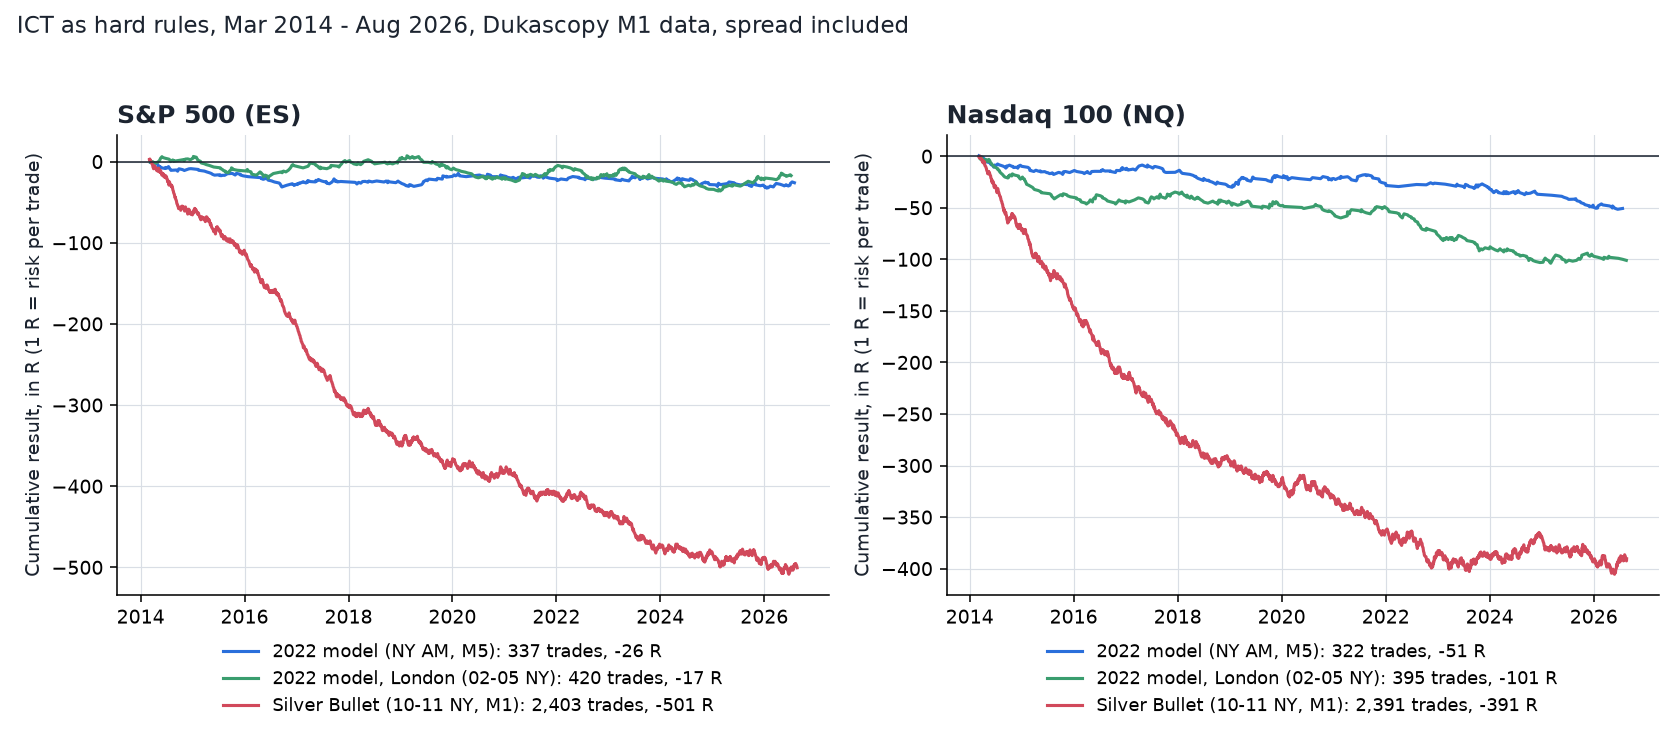 ICT as hard rules, Mar 2014 - Aug 2026, Dukascopy M1 data, spread included
S&P 500 (ES)
Cumulative result, in R (1 R = risk per trade)
0
−100
−200
−300
−400
−500
2014
2016
2018
2020
2022
2024
2026
2022 model (NY AM, M5): 337 trades, -26 R
2022 model, London (02-05 NY): 420 trades, -17 R
Silver Bullet (10-11 NY, M1): 2,403 trades, -501 R
Nasdaq 100 (NQ)
Cumulative result, in R (1 R = risk per trade)
0
−50
−100
−150
−200
−250
−300
−350
−400
2014
2016
2018
2020
2022
2024
2026
2022 model (NY AM, M5): 322 trades, -51 R
2022 model, London (02-05 NY): 395 trades, -101 R
Silver Bullet (10-11 NY, M1): 2,391 trades, -391 R